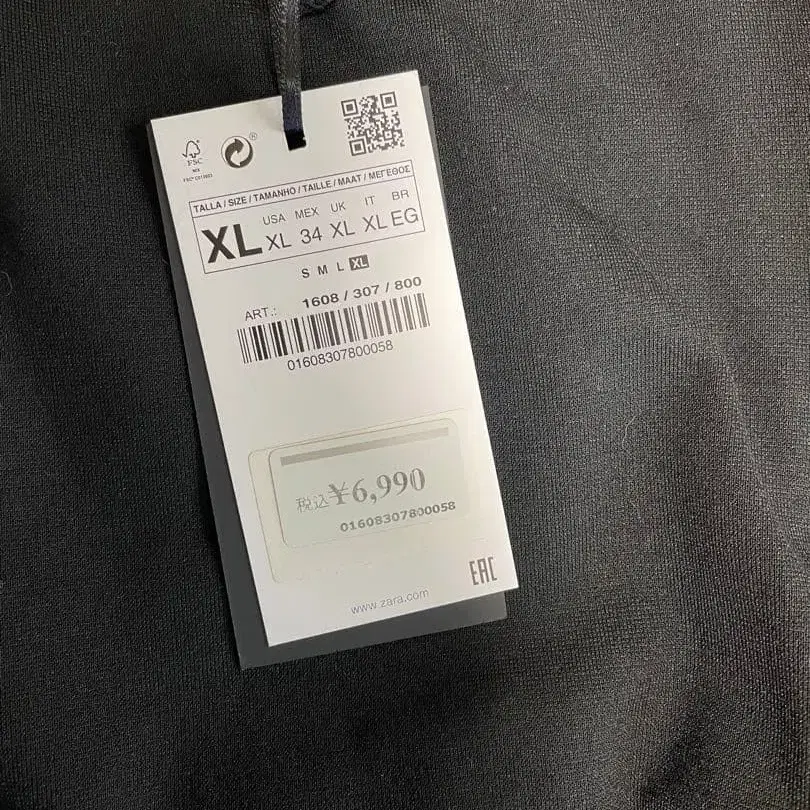 FSC
®
TALLA / SIZE / TAMANHO / TAILLE / MAAT / ΜΕΓΕΘΟΣ
USA MEX UK IT BR
XL XL 34 XL XL EG
S M L XL
ART.: 1608 / 307 / 800
01608307800058
税込¥6,990
01608307800058
EAC
www.zara.com